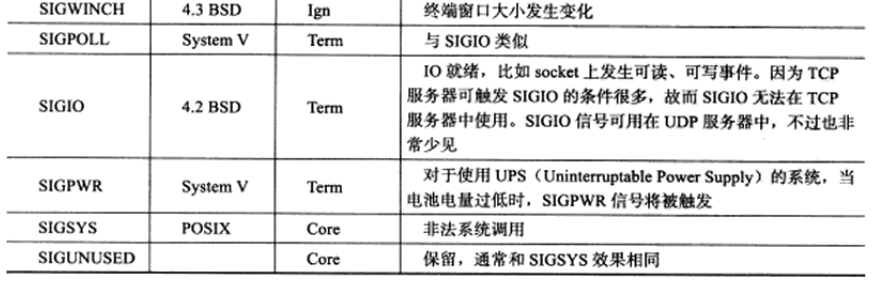 SIGWINCH 4.3 BSD Ign 终端窗口大小发生变化
SIGPOLL System V Term 与 SIGIO 类似
IO 就绪，比如 socket 上发生可读、可写事件。因为 TCP
服务器可触发 SIGIO 的条件很多，故而 SIGIO 无法在 TCP
SIGIO 4.2 BSD Term 服务器中使用。SIGIO 信号可用在 UDP 服务器中，不过也非
常少见
对于使用 UPS（Uninterruptable Power Supply）的系统，当
SIGPWR System V Term 电池电量过低时，SIGPWR 信号将被触发
SIGSYS POSIX Core 非法系统调用
SIGUNUSED Core 保留，通常和 SIGSYS 效果相同